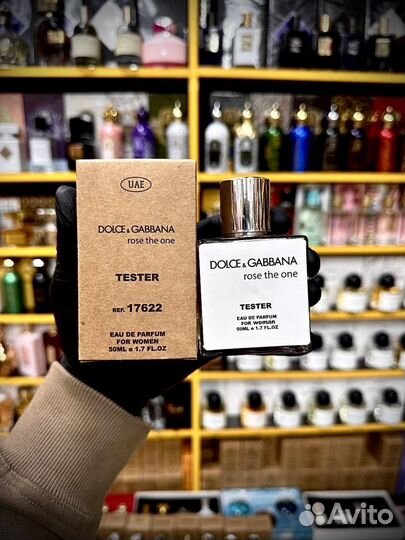 UAE
DOLCE & GABBANA
rose the one
TESTER
REF. 17622
EAU DE PARFUM
FOR WOMEN
50ML e 1.7 FL.OZ
DOLCE & GABBANA
rose the one
TESTER
EAU DE PARFUM
FOR woman
50ML e 1.7 FL.OZ
Avito